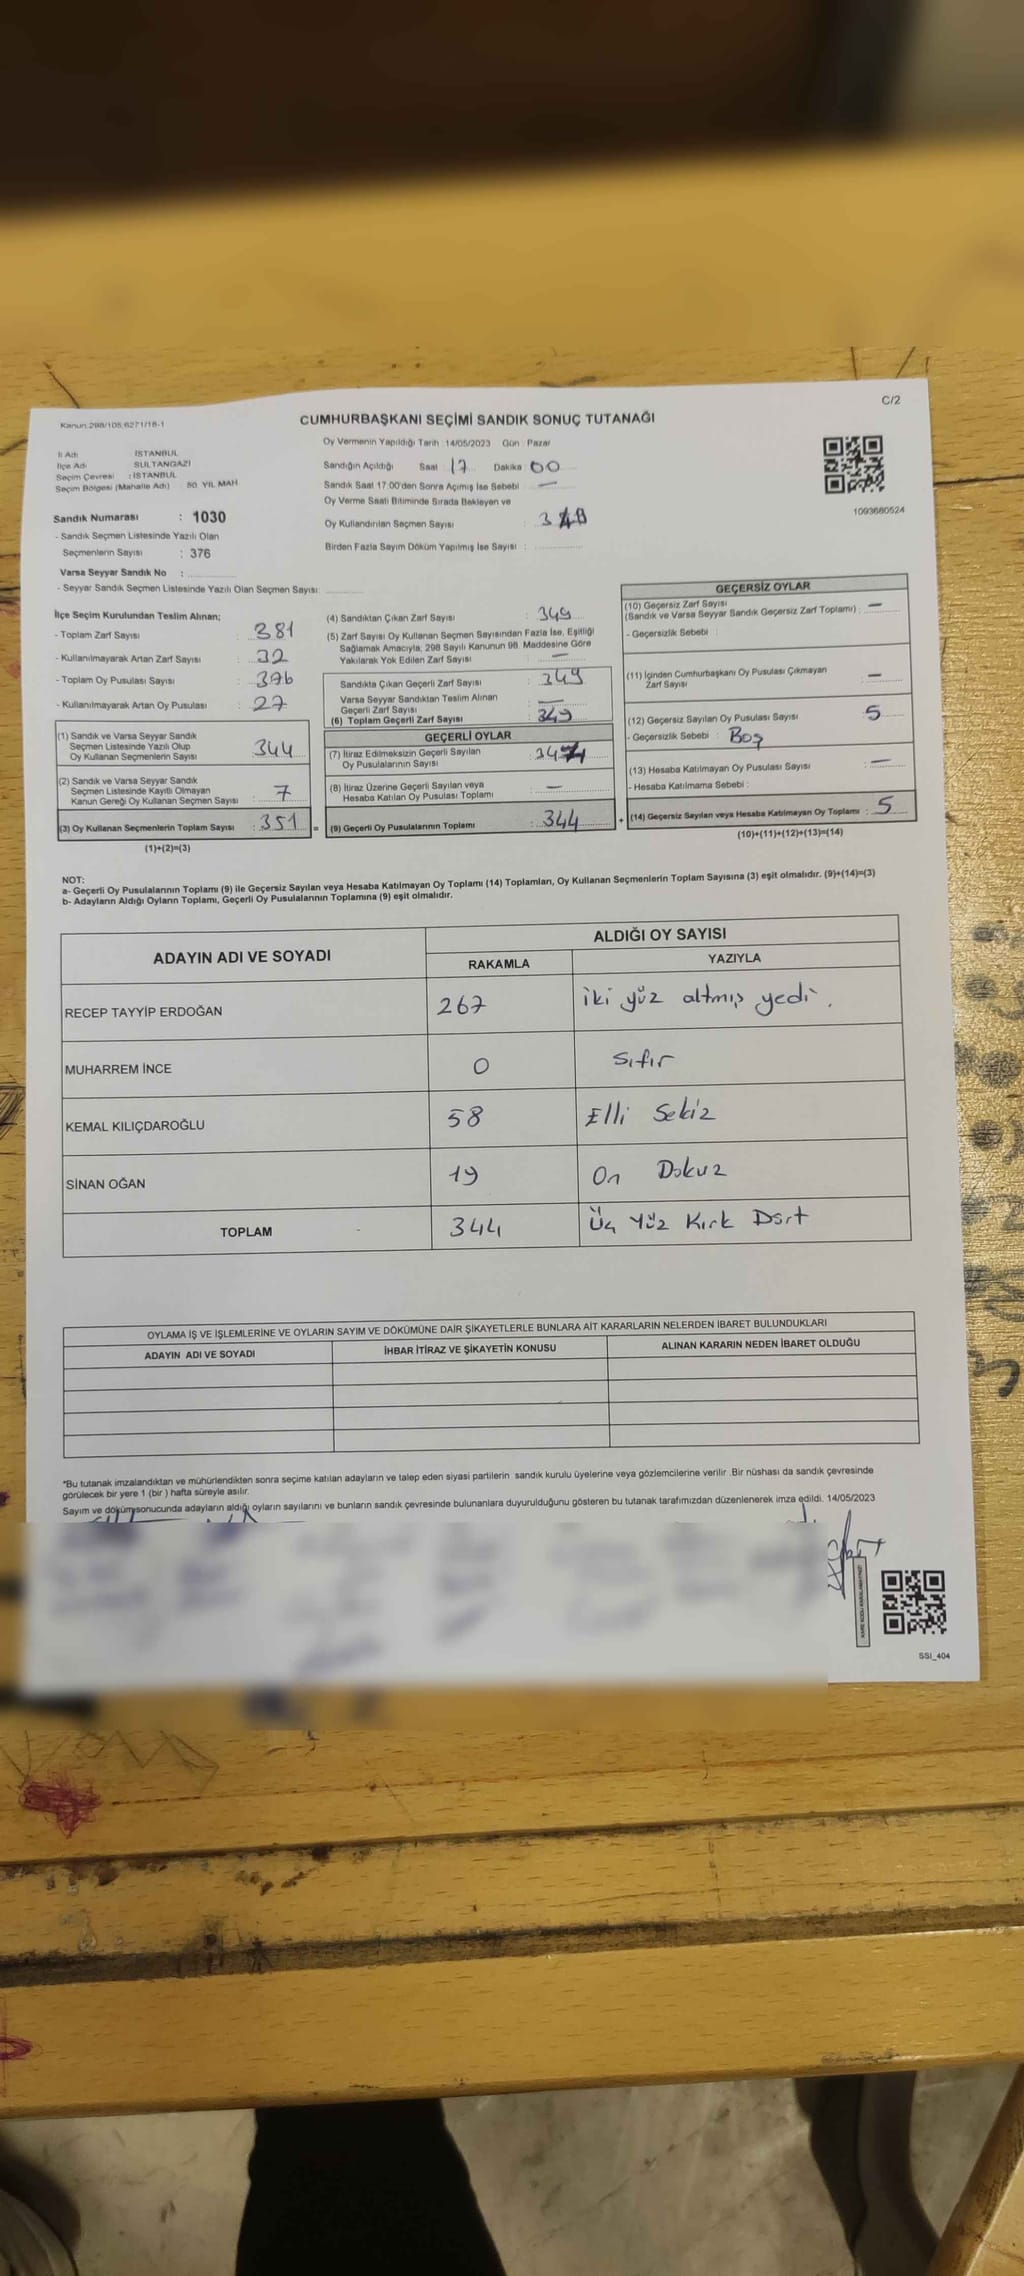 C/2
Kanun.298/105;6271/18-1
CUMHURBAŞKANI SEÇİMİ SANDIK SONUÇ TUTANAĞI
İl Adı İSTANBUL
İlçe Adı SULTANGAZİ
Seçim Çevresi : İSTANBUL
Seçim Bölgesi (Mahalle Adı) : 50. YIL MAH
Sandık Numarası : 1030
- Sandık Seçmen Listesinde Yazılı Olan
Seçmenlerin Sayısı : 376
Varsa Seyyar Sandık No :
- Seyyar Sandık Seçmen Listesinde Yazılı Olan Seçmen Sayısı:
Oy Vermenin Yapıldığı Tarih : 14/05/2023 Gün : Pazar
Sandığın Açıldığı Saat 17 Dakika 00
Sandık Saat 17:00'den Sonra Açımış İse Sebebi : —
Oy Verme Saati Bitiminde Sırada Bekleyen ve
Oy Kullandırılan Seçmen Sayısı :
Birden Fazla Sayım Döküm Yapılmış İse Sayısı :
1093680524
İlçe Seçim Kurulundan Teslim Alınan;
- Toplam Zarf Sayısı : 381
- Kullanılmayarak Artan Zarf Sayısı : 32
- Toplam Oy Pusulası Sayısı : 376
- Kullanılmayarak Artan Oy Pusulası : 27
(1) Sandık ve Varsa Seyyar Sandık
Seçmen Listesinde Yazılı Olup
Oy Kullanan Seçmenlerin Sayısı : 344
(2) Sandık ve Varsa Seyyar Sandık
Seçmen Listesinde Kayıtlı Olmayan
Kanun Gereği Oy Kullanan Seçmen Sayısı : 7
(3) Oy Kullanan Seçmenlerin Toplam Sayısı : 351 =
(1)+(2)=(3)
(4) Sandıktan Çıkan Zarf Sayısı : 349
(5) Zarf Sayısı Oy Kullanan Seçmen Sayısından Fazla İse, Eşitliği
Sağlamak Amacıyla, 298 Sayılı Kanunun 98. Maddesine Göre
Yakılarak Yok Edilen Zarf Sayısı : —
Sandıkta Çıkan Geçerli Zarf Sayısı : 349
Varsa Seyyar Sandıktan Teslim Alınan
Geçerli Zarf Sayısı : —
(6) Toplam Geçerli Zarf Sayısı : 349
GEÇERLİ OYLAR
(7) İtiraz Edilmeksizin Geçerli Sayılan
Oy Pusulalarının Sayısı :
(8) İtiraz Üzerine Geçerli Sayılan veya
Hesaba Katılan Oy Pusulası Toplamı : —
(9) Geçerli Oy Pusulalarının Toplamı : 344 +
GEÇERSİZ OYLAR
(10) Geçersiz Zarf Sayısı
(Sandık ve Varsa Seyyar Sandık Geçersiz Zarf Toplamı) : —
- Geçersizlik Sebebi :
(11) İçinden Cumhurbaşkanı Oy Pusulası Çıkmayan
Zarf Sayısı : —
(12) Geçersiz Sayılan Oy Pusulası Sayısı : 5
- Geçersizlik Sebebi : Boş
(13) Hesaba Katılmayan Oy Pusulası Sayısı : —
- Hesaba Katılmama Sebebi :
(14) Geçersiz Sayılan veya Hesaba Katılmayan Oy Toplamı : 5
(10)+(11)+(12)+(13)=(14)
NOT:
a- Geçerli Oy Pusulalarının Toplamı (9) ile Geçersiz Sayılan veya Hesaba Katılmayan Oy Toplamı (14) Toplamları, Oy Kullanan Seçmenlerin Toplam Sayısına (3) eşit olmalıdır. (9)+(14)=(3)
b- Adayların Aldığı Oyların Toplamı, Geçerli Oy Pusulalarının Toplamına (9) eşit olmalıdır.
ADAYIN ADI VE SOYADI
ALDIĞI OY SAYISI
RAKAMLA YAZIYLA
RECEP TAYYİP ERDOĞAN 267 iki yüz altmış yedi.
MUHARREM İNCE 0 sıfır
KEMAL KILIÇDAROĞLU 58 Elli Sekiz
SİNAN OĞAN 19 On Dokuz
TOPLAM 344 Üç Yüz Kırk Dört
OYLAMA İŞ VE İŞLEMLERİNE VE OYLARIN SAYIM VE DÖKÜMÜNE DAİR ŞİKAYETLERLE BUNLARA AİT KARARLARIN NELERDEN İBARET BULUNDUKLARI
ADAYIN ADI VE SOYADI İHBAR İTİRAZ VE ŞİKAYETİN KONUSU ALINAN KARARIN NEDEN İBARET OLDUĞU
*Bu tutanak imzalandıktan ve mühürlendikten sonra seçime katılan adayların ve talep eden siyasi partilerin sandık kurulu üyelerine veya gözlemcilerine verilir .Bir nüshası da sandık çevresinde
görülecek bir yere 1 (bir ) hafta süreyle asılır.
Sayım ve döküm sonucunda adayların aldığı oyların sayılarını ve bunların sandık çevresinde bulunanlara duyurulduğunu gösteren bu tutanak tarafımızdan düzenlenerek imza edildi. 14/05/2023
SSI_404